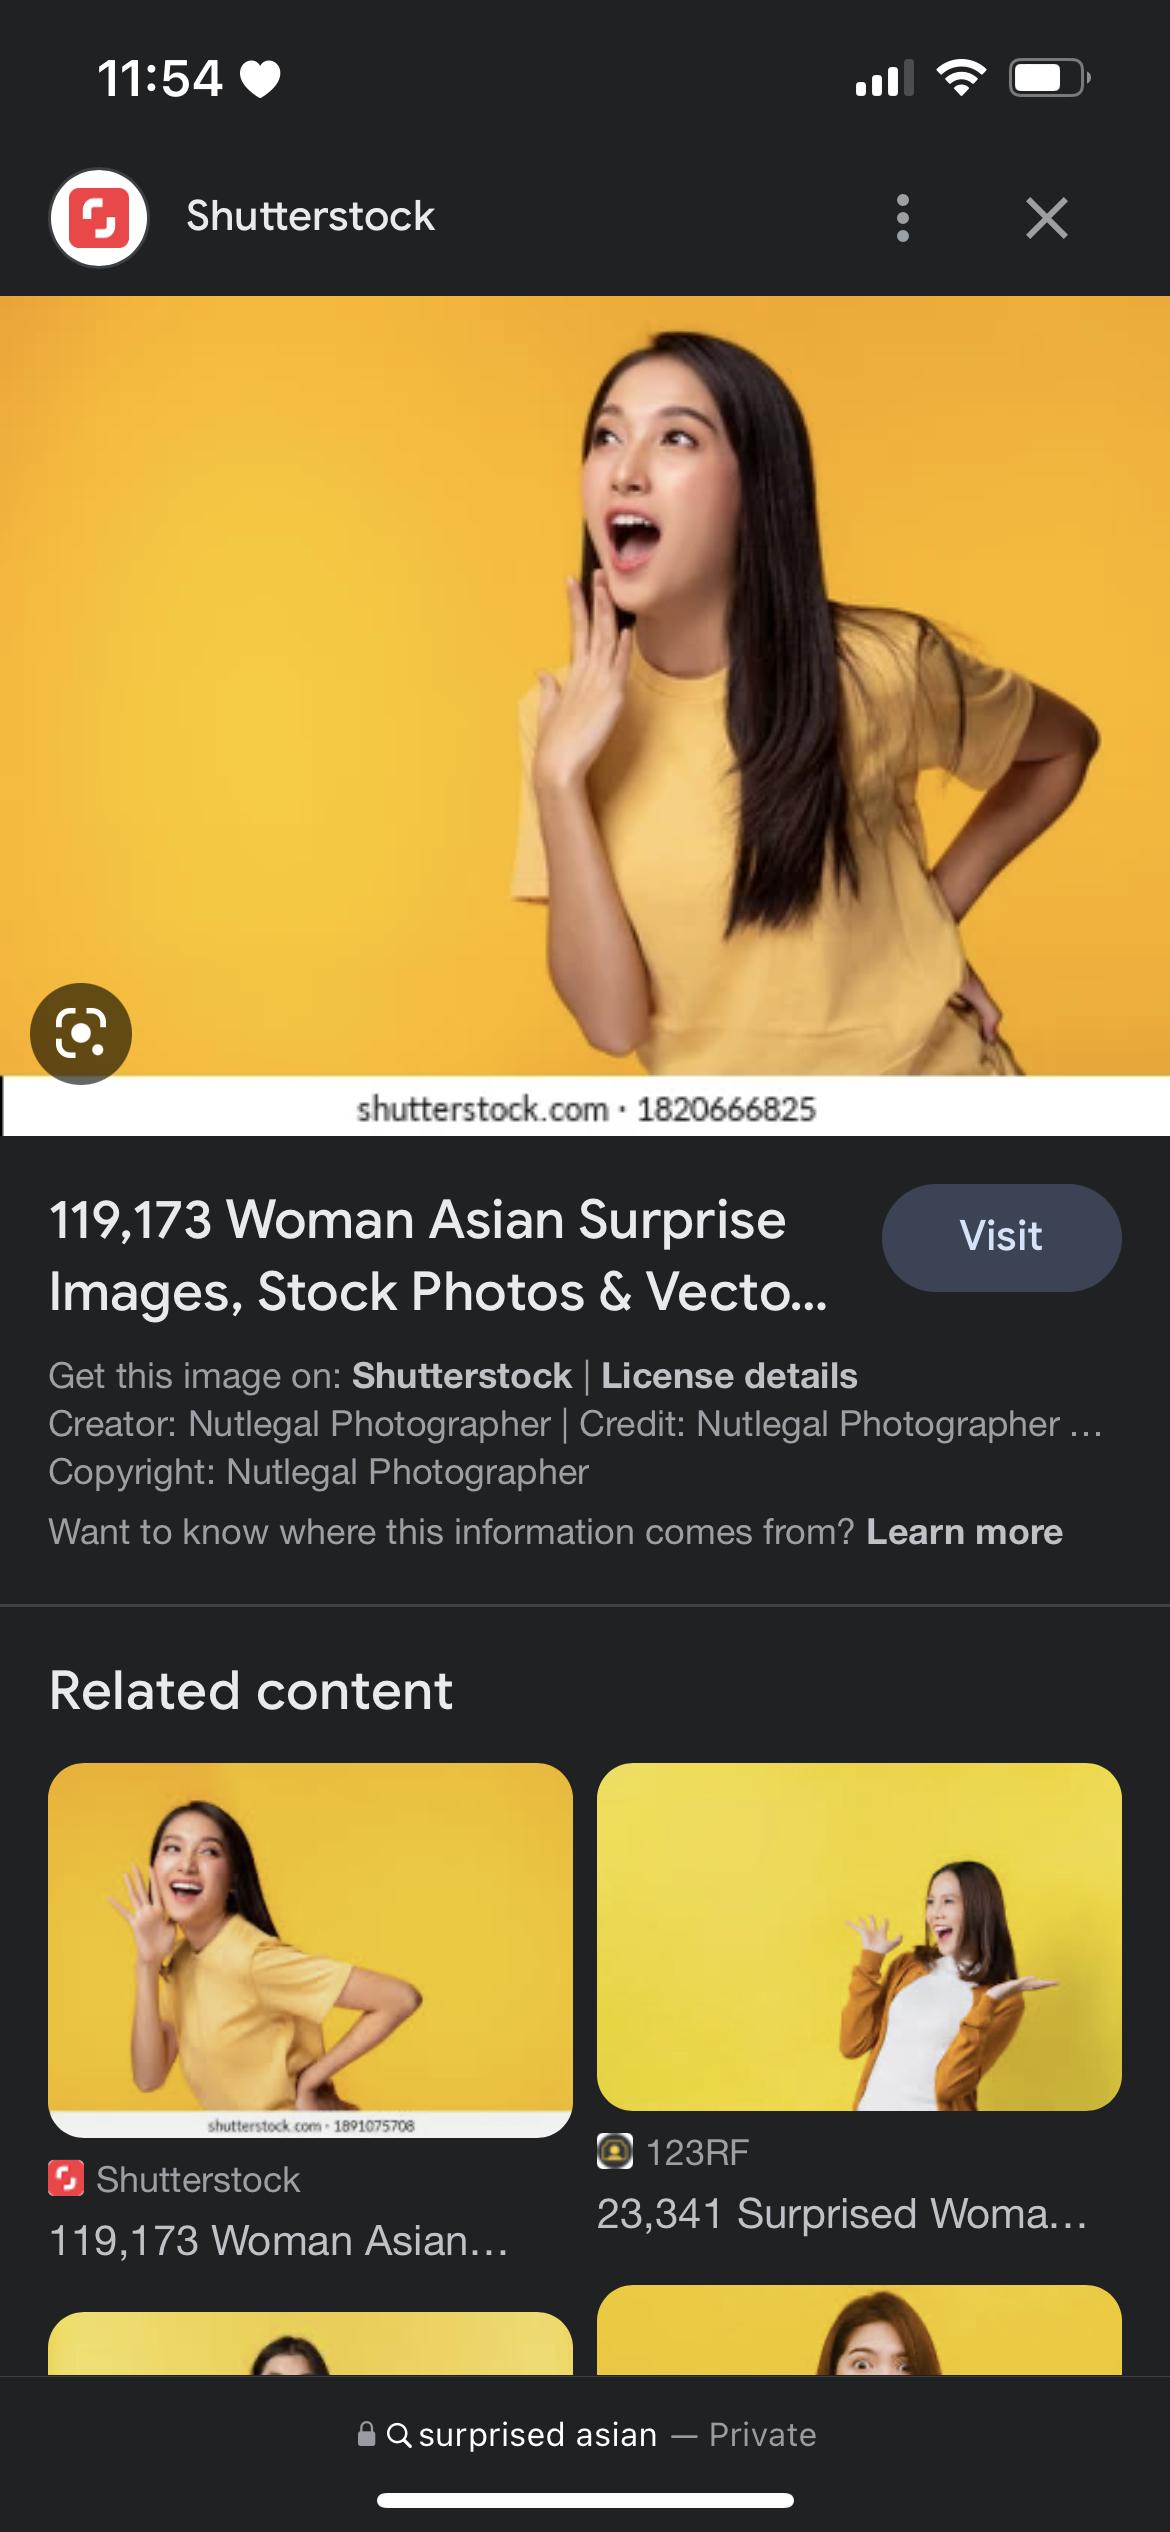 11:54
Shutterstock
shutterstock.com · 1820666825
119,173 Woman Asian Surprise
Images, Stock Photos & Vecto...
Visit
Get this image on: Shutterstock | License details
Creator: Nutlegal Photographer | Credit: Nutlegal Photographer ...
Copyright: Nutlegal Photographer
Want to know where this information comes from? Learn more
Related content
shutterstock.com · 1891075708
Shutterstock
119,173 Woman Asian...
123RF
23,341 Surprised Woma...
surprised asian — Private